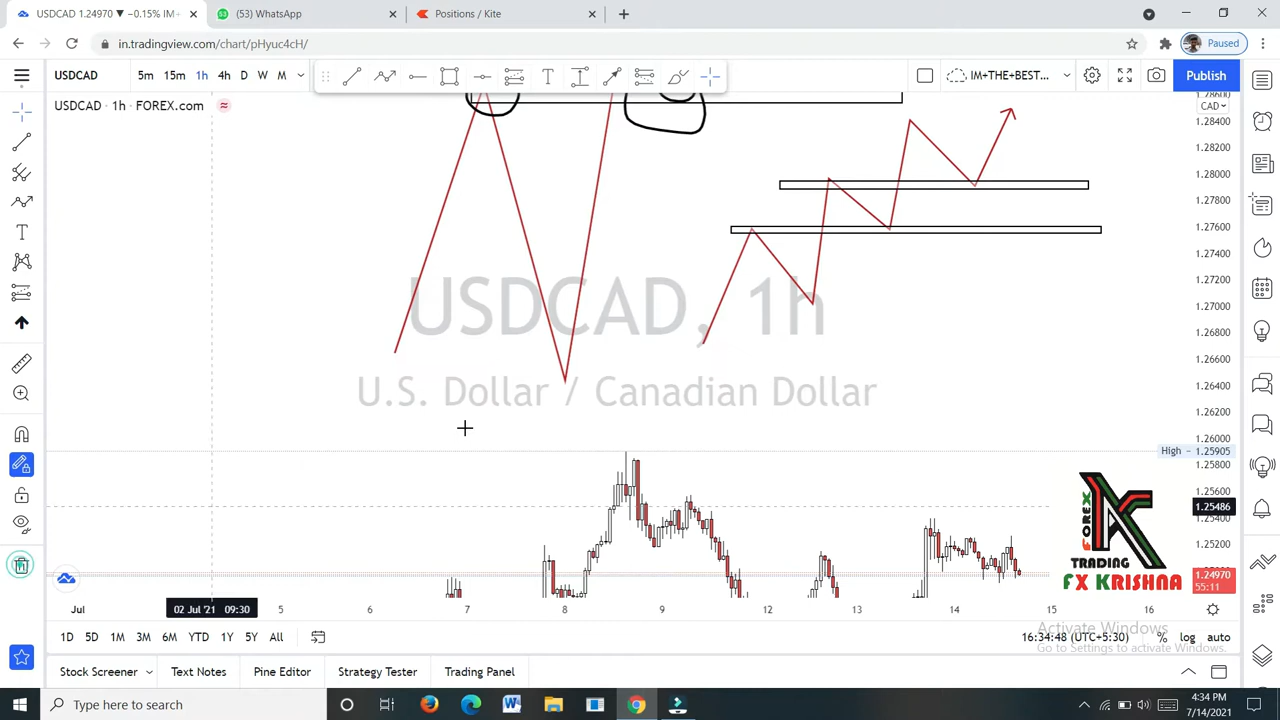 USDCAD 1.24970 ▼ −0.15% IM+
(53) WhatsApp
Positions / Kite
in.tradingview.com/chart/pHyuc4cH/
Paused
USDCAD
5m 15m 1h 4h D W M
IM+THE+BEST...
Publish
USDCAD · 1h · FOREX.com
CAD
1.28600
1.28400
1.28200
1.28000
1.27800
1.27600
1.27400
1.27200
1.27000
1.26800
1.26600
1.26400
1.26200
1.26000
High − 1.25905
1.25800
1.25600
1.25486
1.25400
1.25200
1.24970
55:11
USDCAD, 1h
U.S. Dollar / Canadian Dollar
FOREX
TRADING
FX KRISHNA
Jul 02 Jul '21 09:30 5 6 7 8 9 12 13 14 15 16
1D 5D 1M 3M 6M YTD 1Y 5Y All
16:34:48 (UTC+5:30) % log auto
Activate Windows
Go to Settings to activate Windows.
Stock Screener Text Notes Pine Editor Strategy Tester Trading Panel
Type here to search
4:34 PM
7/14/2021